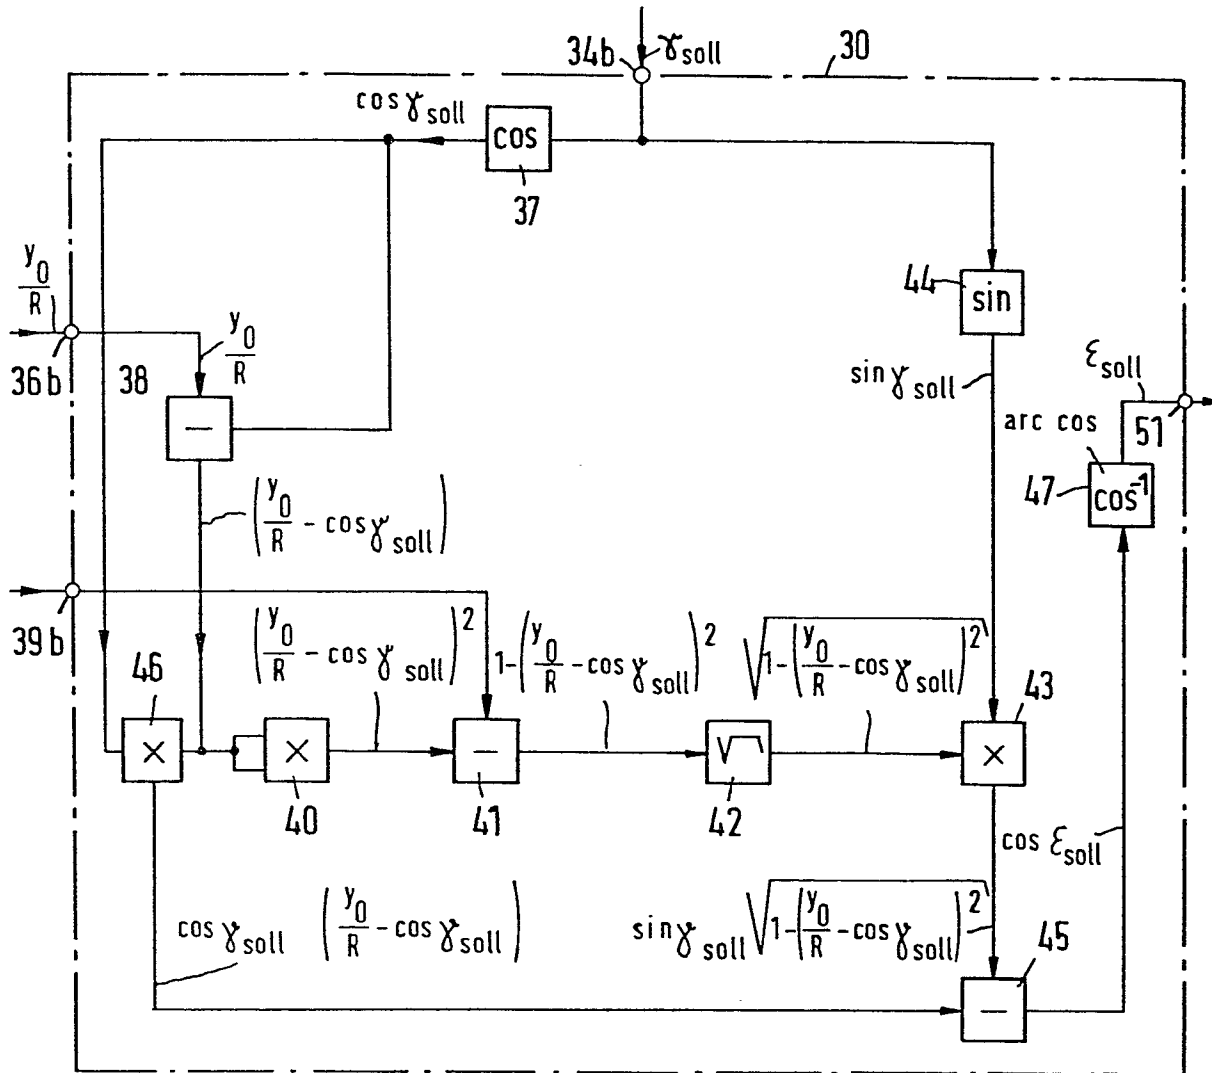 34b
γsoll
30
cos γsoll
cos
37
y0/R
36b
y0/R
38
−
44
sin
sin γsoll
εsoll
51
arc cos
47
cos⁻¹
(y0/R - cos γsoll)
39b
(y0/R - cos γsoll)²
1-(y0/R - cos γsoll)²
√1-(y0/R - cos γsoll)²
46
×
×
40
−
41
√
42
43
×
cos εsoll
cos γsoll (y0/R - cos γsoll)
sin γsoll √1-(y0/R - cos γsoll)²
45
−